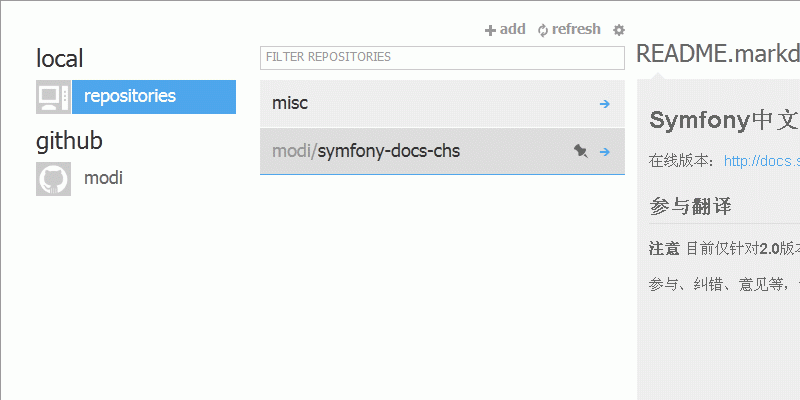 local
repositories
github
modi
add refresh
FILTER REPOSITORIES
misc
modi/symfony-docs-chs
README.markd
Symfony中文
在线版本：http://docs.s
参与翻译
注意 目前仅针对2.0版本
参与、纠错、意见等，